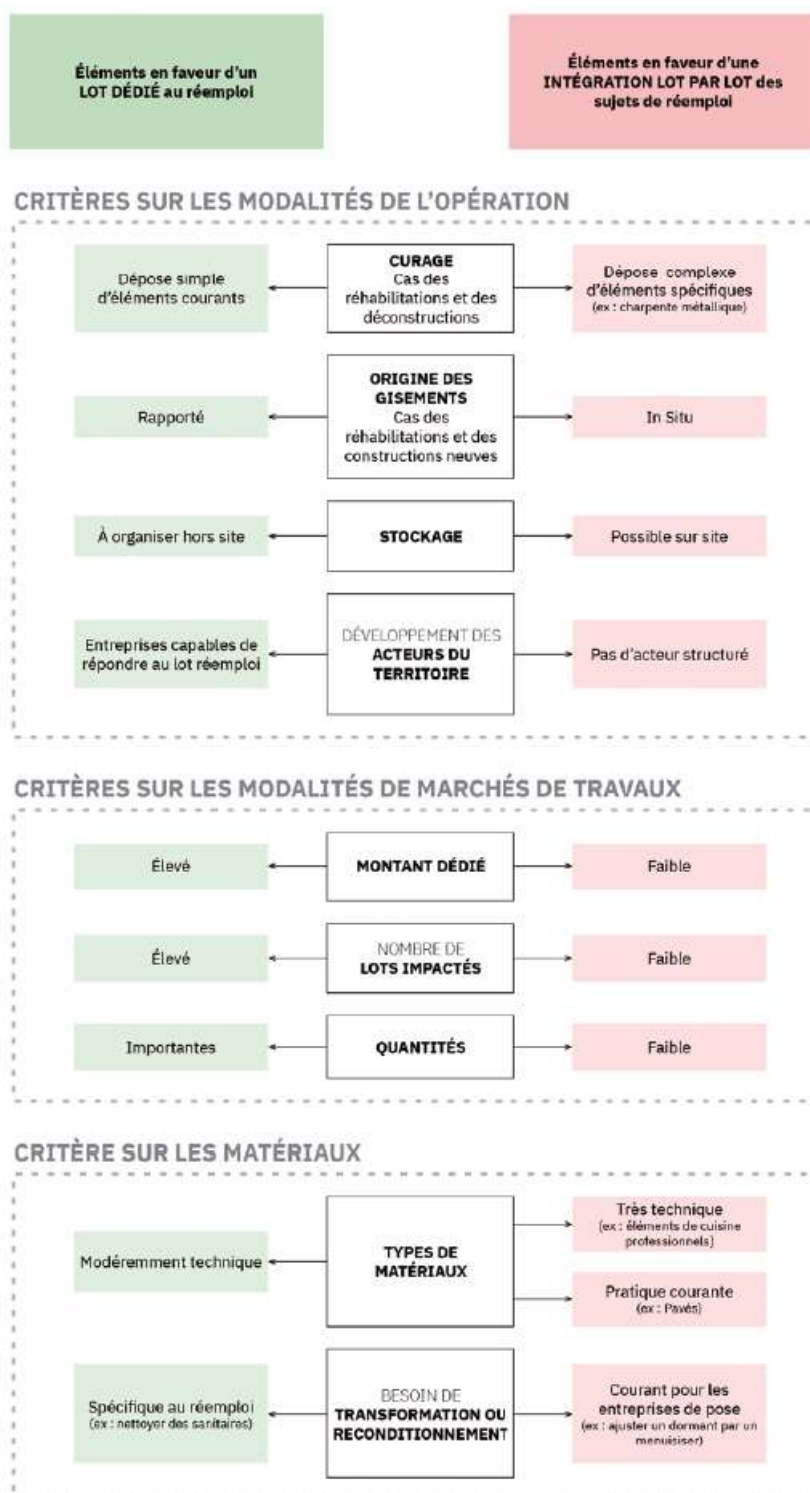 Éléments en faveur d'un
LOT DÉDIÉ au réemploi
Éléments en faveur d'une
INTÉGRATION LOT PAR LOT des
sujets de réemploi
CRITÈRES SUR LES MODALITÉS DE L'OPÉRATION
Dépose simple
d'éléments courants
CURAGE
Cas des
réhabilitations et des
déconstructions
Dépose complexe
d'éléments spécifiques
(ex : charpente métallique)
Rapporté
ORIGINE DES
GISEMENTS
Cas des
réhabilitations et des
constructions neuves
In Situ
À organiser hors site
STOCKAGE
Possible sur site
Entreprises capables de
répondre au lot réemploi
DÉVELOPPEMENT DES
ACTEURS DU
TERRITOIRE
Pas d'acteur structuré
CRITÈRES SUR LES MODALITÉS DE MARCHÉS DE TRAVAUX
Élevé
MONTANT DÉDIÉ
Faible
Élevé
NOMBRE DE
LOTS IMPACTÉS
Faible
Importantes
QUANTITÉS
Faible
CRITÈRE SUR LES MATÉRIAUX
Modéremment technique
TYPES DE
MATÉRIAUX
Très technique
(ex : éléments de cuisine
professionnels)
Pratique courante
(ex : Pavés)
Spécifique au réemploi
(ex : nettoyer des sanitaires)
BESOIN DE
TRANSFORMATION OU
RECONDITIONNEMENT
Courant pour les
entreprises de pose
(ex : ajuster un dormant par un
menuisiser)